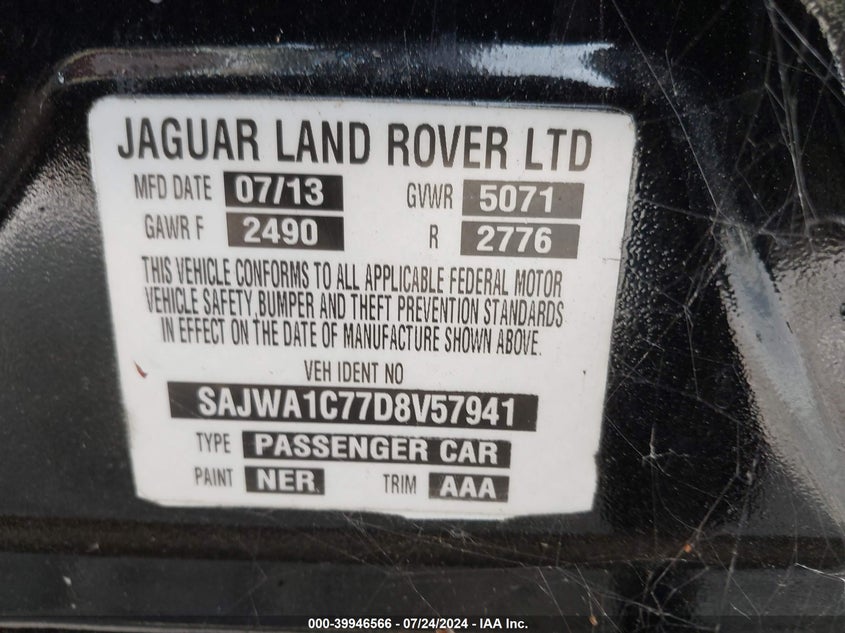 JAGUAR LAND ROVER LTD
MFD DATE 07/13 GVWR 5071
GAWR F 2490 R 2776
THIS VEHICLE CONFORMS TO ALL APPLICABLE FEDERAL MOTOR
VEHICLE SAFETY, BUMPER AND THEFT PREVENTION STANDARDS
IN EFFECT ON THE DATE OF MANUFACTURE SHOWN ABOVE.
VEH IDENT NO
SAJWA1C77D8V57941
TYPE PASSENGER CAR
PAINT NER TRIM AAA
000-39946566 - 07/24/2024 - IAA Inc.